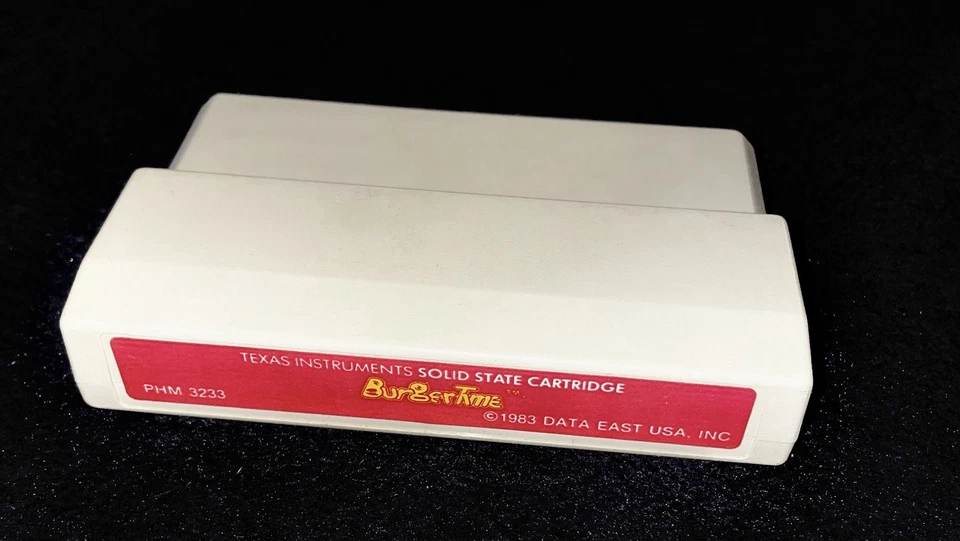 TEXAS INSTRUMENTS SOLID STATE CARTRIDGE
PHM 3233
BurgerTime™
©1983 DATA EAST USA, INC